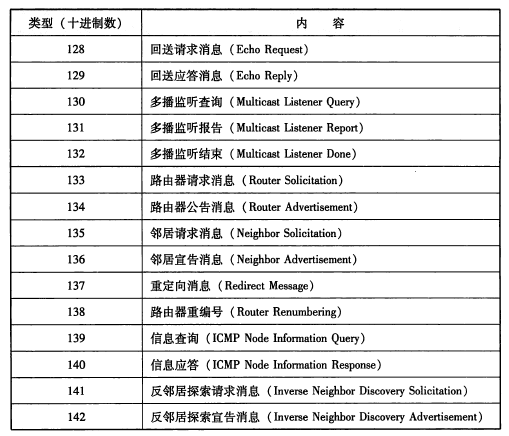 类型（十进制数） 内 容
128 回送请求消息（Echo Request）
129 回送应答消息（Echo Reply）
130 多播监听查询（Multicast Listener Query）
131 多播监听报告（Multicast Listener Report）
132 多播监听结束（Multicast Listener Done）
133 路由器请求消息（Router Solicitation）
134 路由器公告消息（Router Advertisement）
135 邻居请求消息（Neighbor Solicitation）
136 邻居宣告消息（Neighbor Advertisement）
137 重定向消息（Redirect Message）
138 路由器重编号（Router Renumbering）
139 信息查询（ICMP Node Information Query）
140 信息应答（ICMP Node Information Response）
141 反邻居探索请求消息（Inverse Neighbor Discovery Solicitation）
142 反邻居探索宣告消息（Inverse Neighbor Discovery Advertisement）